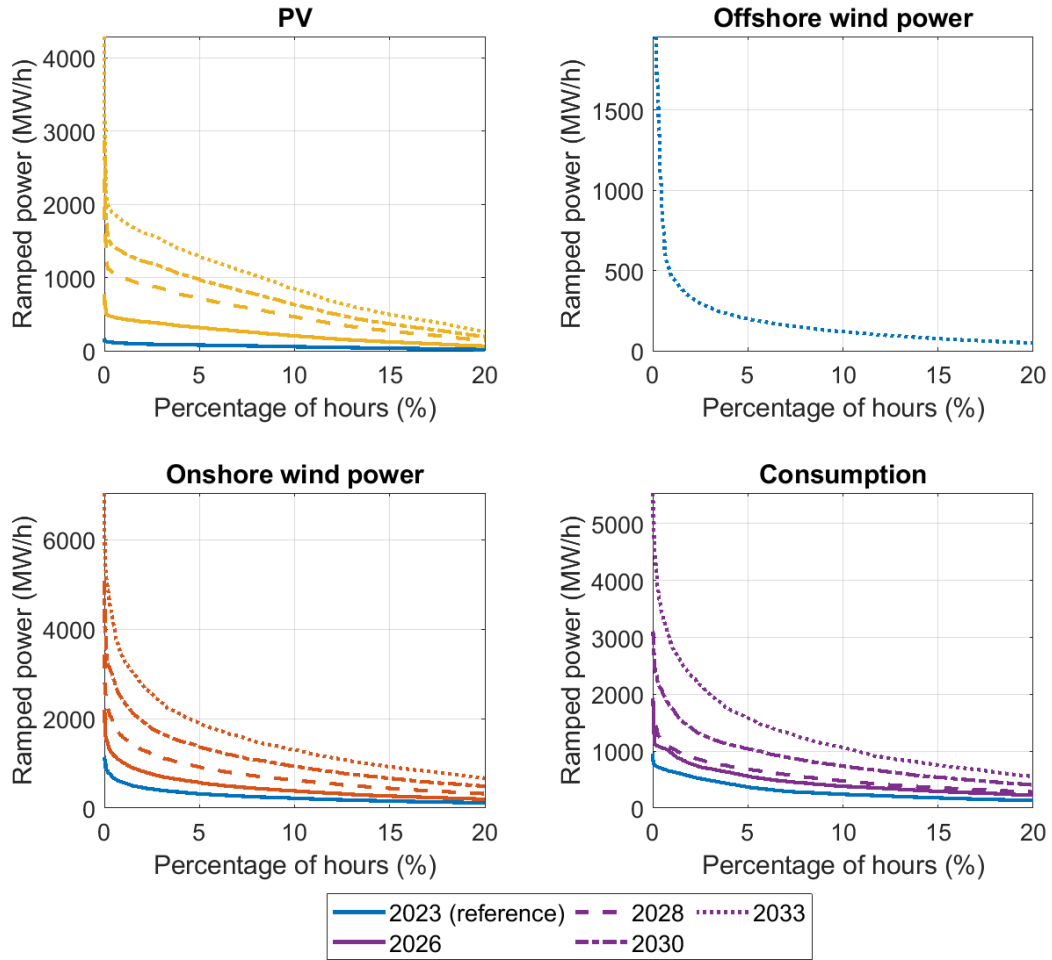 PV
Ramped power (MW/h)
4000
3000
2000
1000
0
0 5 10 15 20
Percentage of hours (%)
Offshore wind power
Ramped power (MW/h)
1500
1000
500
0
0 5 10 15 20
Percentage of hours (%)
Onshore wind power
Ramped power (MW/h)
6000
4000
2000
0
0 5 10 15 20
Percentage of hours (%)
Consumption
Ramped power (MW/h)
5000
4000
3000
2000
1000
0
0 5 10 15 20
Percentage of hours (%)
2023 (reference) 2028 2033
2026 2030